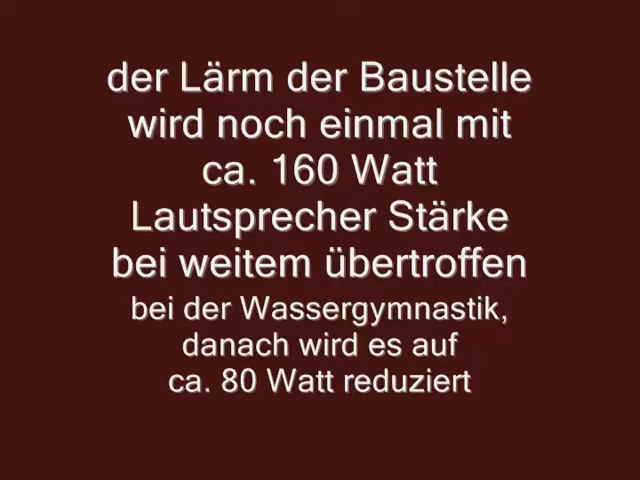 der Lärm der Baustelle
wird noch einmal mit
ca. 160 Watt
Lautsprecher Stärke
bei weitem übertroffen
bei der Wassergymnastik,
danach wird es auf
ca. 80 Watt reduziert